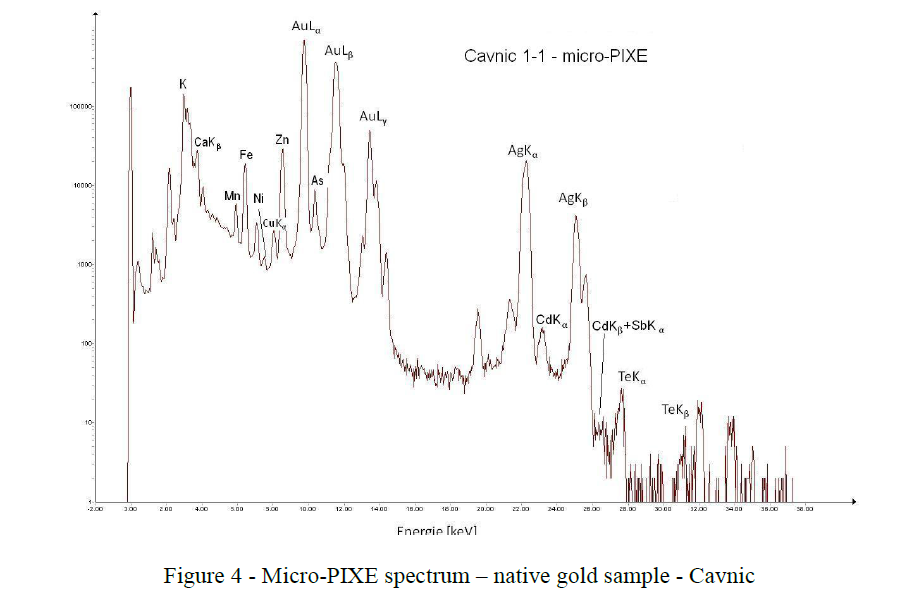 AuLα
Cavnic 1-1 - micro-PIXE
AuLβ
K
100000
AuLγ
CaKβ
Zn
AgKα
Fe
As
10000
Mn
Ni
AgKβ
CuKα
1000
CdKα
CdKβ+SbKα
100
TeKα
TeKβ
10
1
-2.00 0.00 2.00 4.00 6.00 8.00 10.00 12.00 14.00 16.00 18.00 20.00 22.00 24.00 26.00 28.00 30.00 32.00 34.00 36.00 38.00
Energie [keV]
Figure 4 - Micro-PIXE spectrum – native gold sample - Cavnic